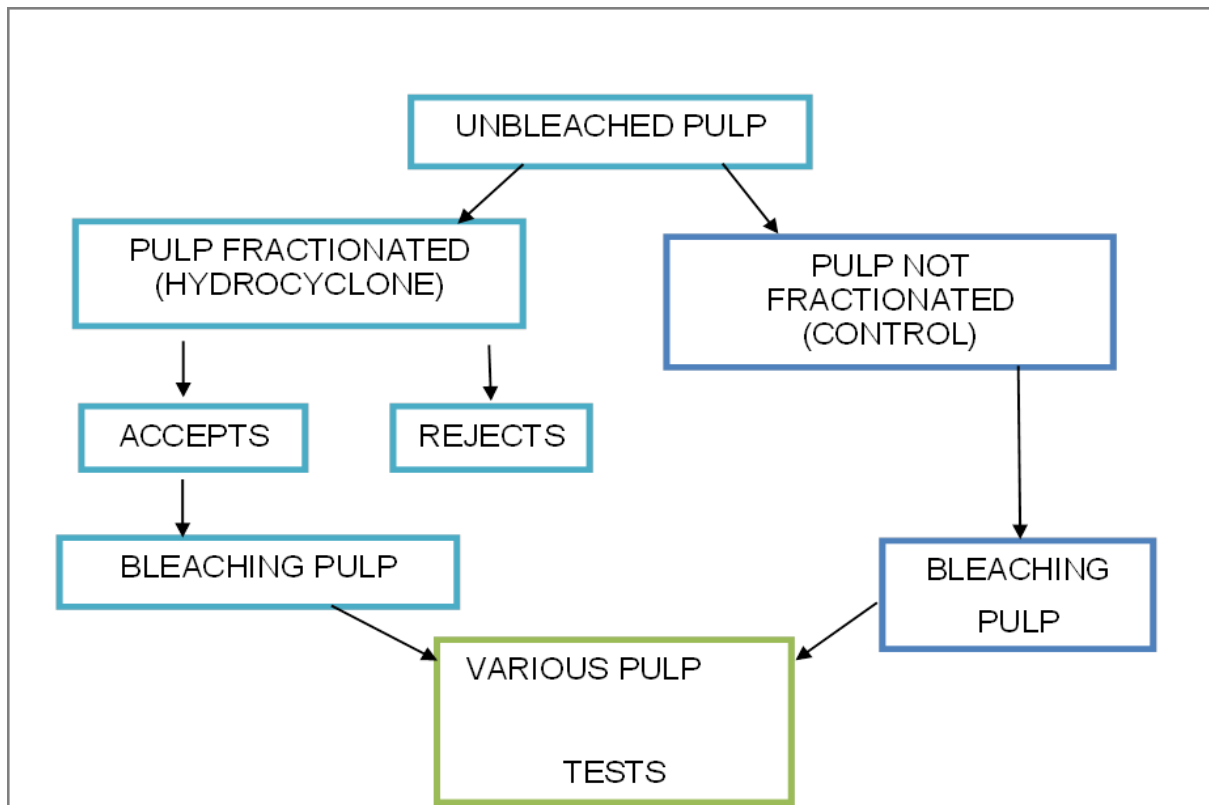 UNBLEACHED PULP
PULP FRACTIONATED
(HYDROCYCLONE)
PULP NOT
FRACTIONATED
(CONTROL)
ACCEPTS
REJECTS
BLEACHING PULP
BLEACHING
PULP
VARIOUS PULP
TESTS